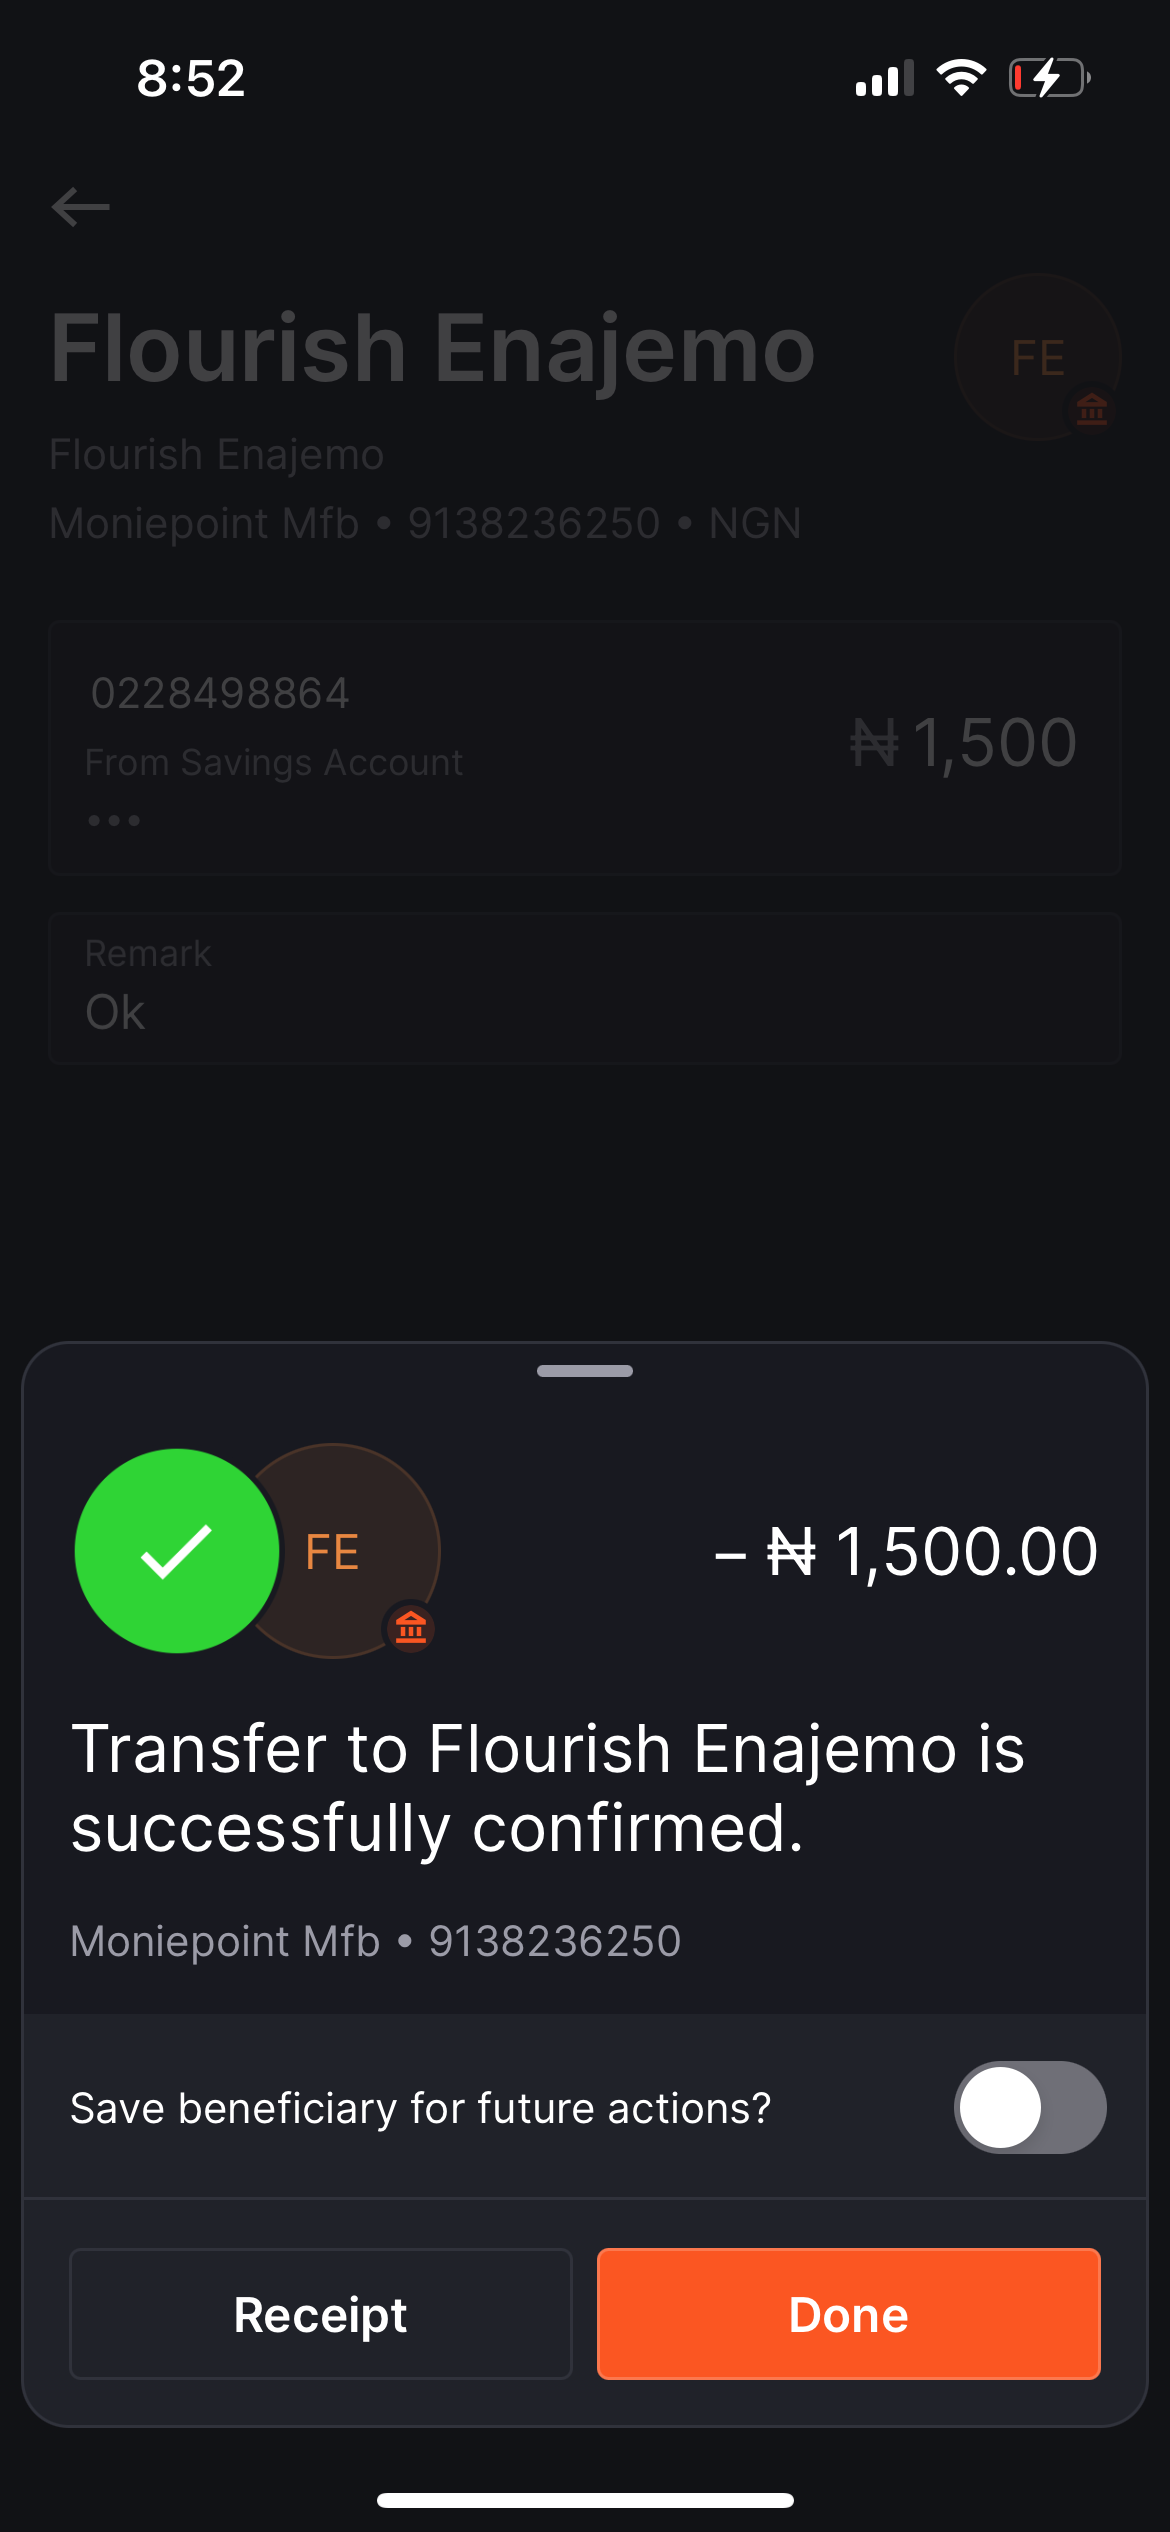 8:52
Flourish Enajemo
FE
Flourish Enajemo
Moniepoint Mfb • 9138236250 • NGN
0228498864
₦ 1,500
From Savings Account
•••
Remark
Ok
FE
– ₦ 1,500.00
Transfer to Flourish Enajemo is
successfully confirmed.
Moniepoint Mfb • 9138236250
Save beneficiary for future actions?
Receipt
Done